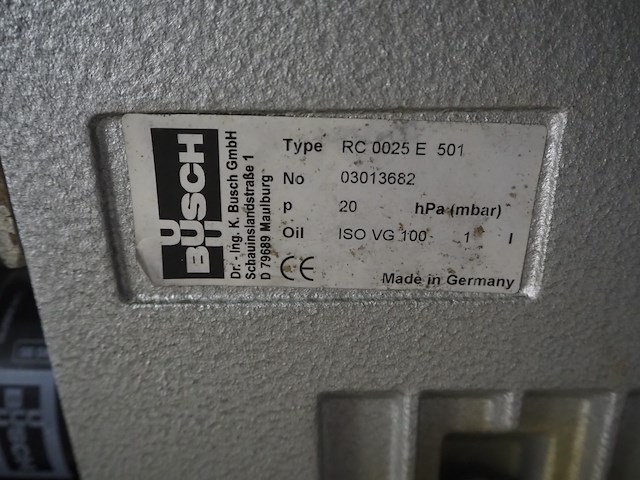 BUSCH
Dr. - Ing. K. Busch GmbH
Schauinslandstraße 1
D 79689 Maulburg
Type RC 0025 E 501
No 03013682
p 20 hPa (mbar)
Oil ISO VG 100 1 l
CE Made in Germany
BUSCH